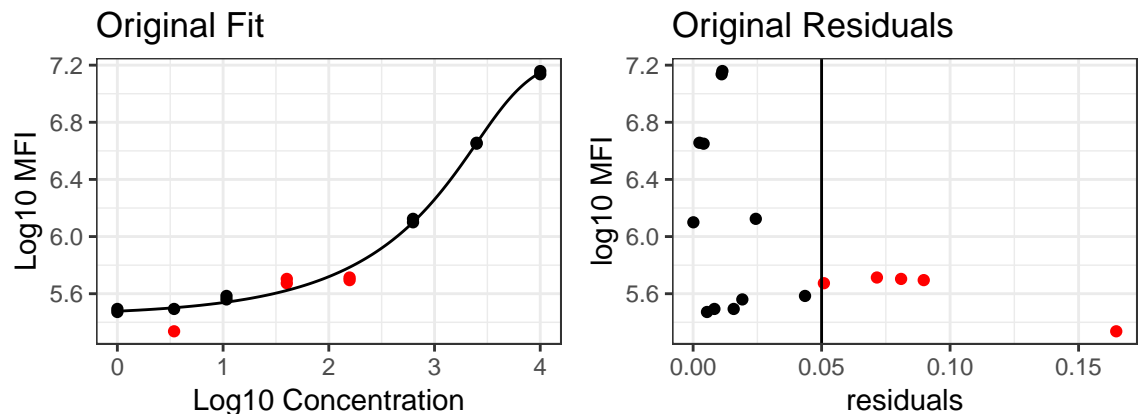 Original Fit
Log10 MFI
7.2
6.8
6.4
6.0
5.6
0 1 2 3 4
Log10 Concentration
Original Residuals
log10 MFI
7.2
6.8
6.4
6.0
5.6
0.00 0.05 0.10 0.15
residuals